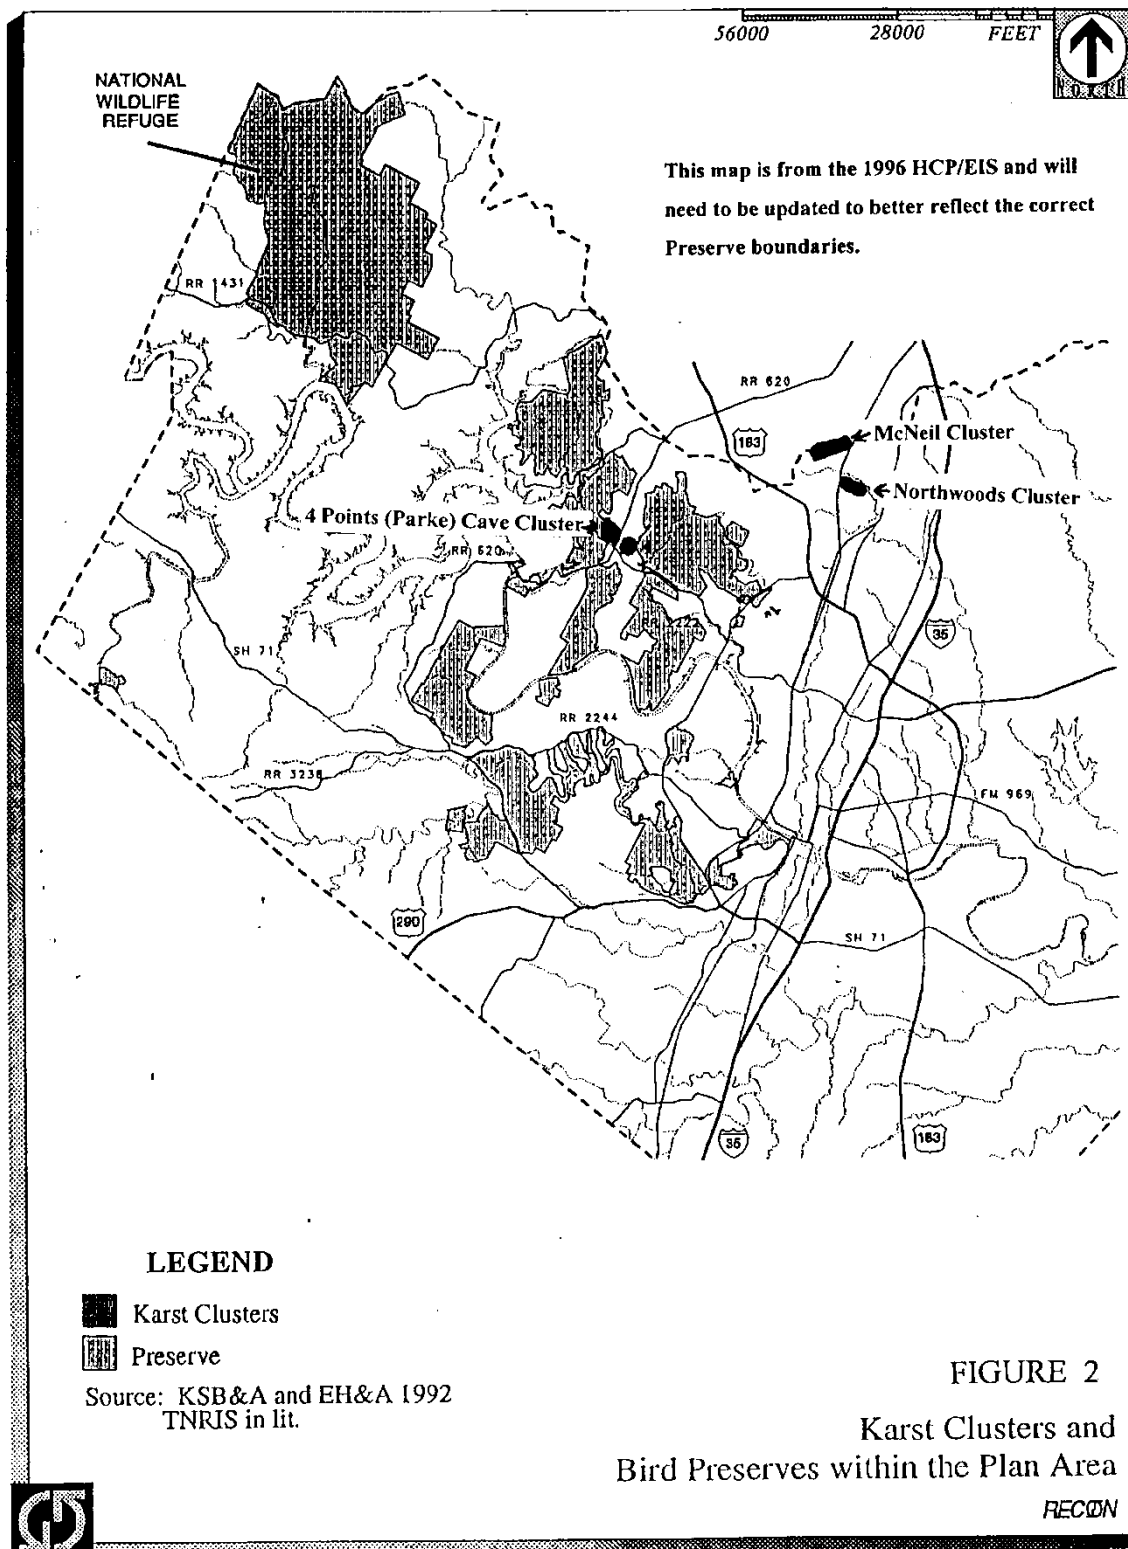 56000 28000 FEET
NORTH
NATIONAL
WILDLIFE
REFUGE
This map is from the 1996 HCP/EIS and will
need to be updated to better reflect the correct
Preserve boundaries.
RR 1431
RR 620
183
McNeil Cluster
Northwoods Cluster
4 Points (Parke) Cave Cluster
RR 620
RR 2222
35
SH 71
RR 2244
RR 3238
FM 969
290
SH 71
35
183
LEGEND
Karst Clusters
Preserve
Source: KSB&A and EH&A 1992
TNRIS in lit.
FIGURE 2
Karst Clusters and
Bird Preserves within the Plan Area
RECON